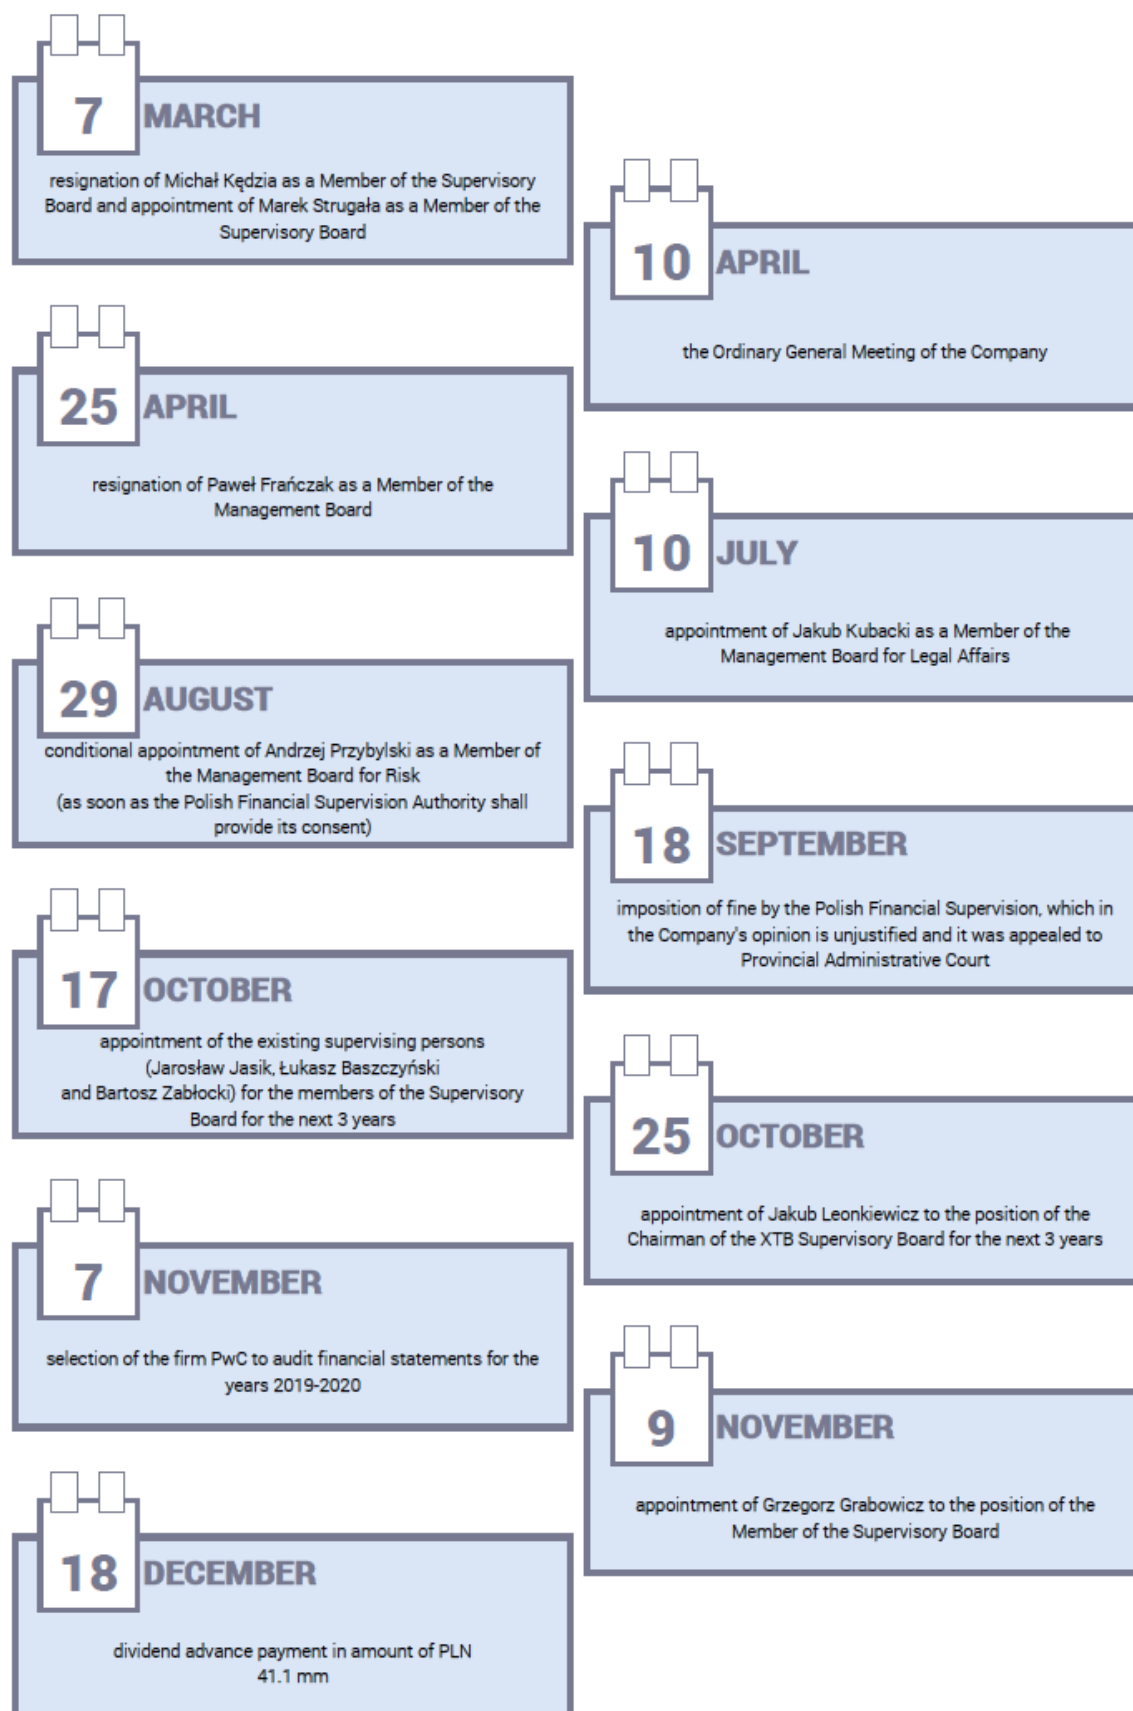 7 MARCH
resignation of Michał Kędzia as a Member of the Supervisory
Board and appointment of Marek Strugała as a Member of the
Supervisory Board
10 APRIL
the Ordinary General Meeting of the Company
25 APRIL
resignation of Paweł Frańczak as a Member of the
Management Board
10 JULY
appointment of Jakub Kubacki as a Member of the
Management Board for Legal Affairs
29 AUGUST
conditional appointment of Andrzej Przybylski as a Member of
the Management Board for Risk
(as soon as the Polish Financial Supervision Authority shall
provide its consent)
18 SEPTEMBER
imposition of fine by the Polish Financial Supervision, which in
the Company's opinion is unjustified and it was appealed to
Provincial Administrative Court
17 OCTOBER
appointment of the existing supervising persons
(Jarosław Jasik, Łukasz Baszczyński
and Bartosz Zabłocki) for the members of the Supervisory
Board for the next 3 years
25 OCTOBER
appointment of Jakub Leonkiewicz to the position of the
Chairman of the XTB Supervisory Board for the next 3 years
7 NOVEMBER
selection of the firm PwC to audit financial statements for the
years 2019-2020
9 NOVEMBER
appointment of Grzegorz Grabowicz to the position of the
Member of the Supervisory Board
18 DECEMBER
dividend advance payment in amount of PLN
41.1 mm